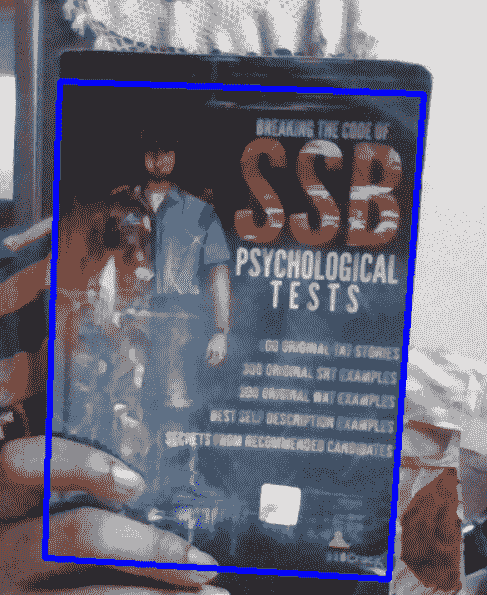 BREAKING THE CODE OF
SSB
PSYCHOLOGICAL
TESTS
60 ORIGINAL TAT STORIES
ORIGINAL SRT EXAMPLES
ORIGINAL WAT EXAMPLES
BEST SELF DESCRIPTION EXAMPLES
SECRETS FROM RECOMMENDED CANDIDATES